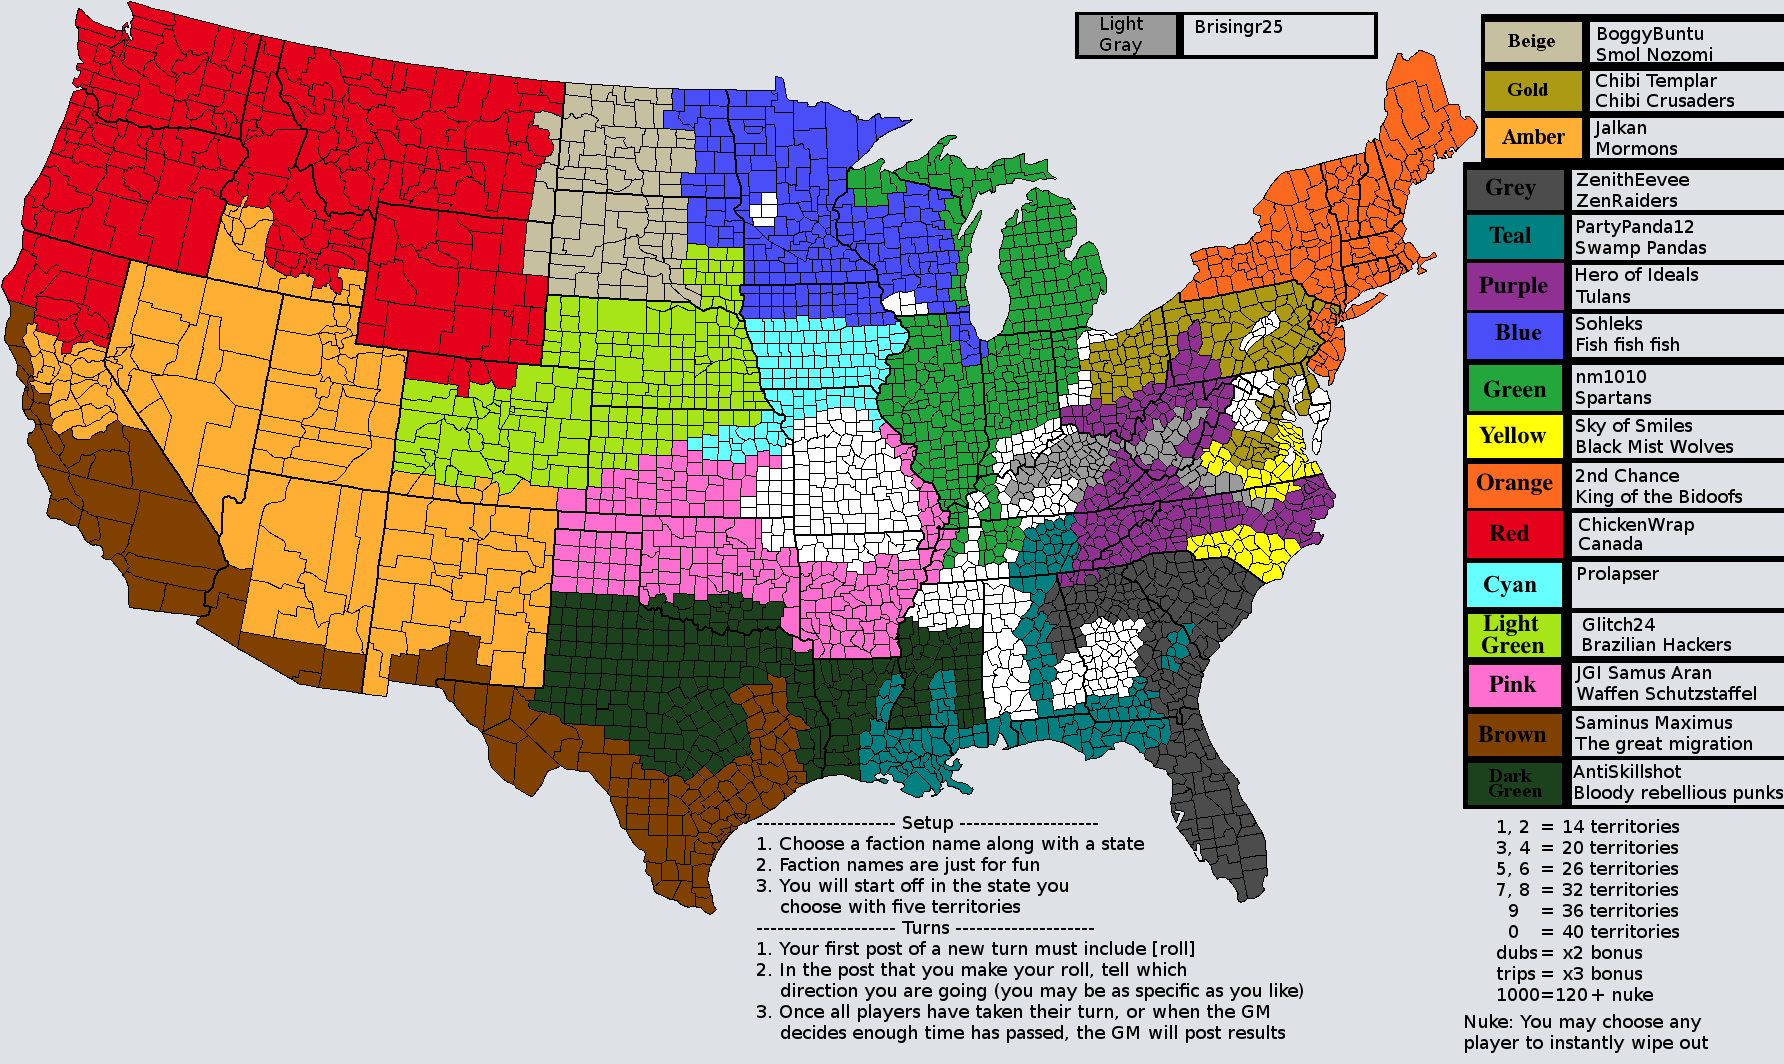 Light
Gray
Brisingr25
Beige
BoggyBuntu
Smol Nozomi
Gold
Chibi Templar
Chibi Crusaders
Amber
Jalkan
Mormons
Grey
ZenithEevee
ZenRaiders
Teal
PartyPanda12
Swamp Pandas
Purple
Hero of Ideals
Tulans
Blue
Sohleks
Fish fish fish
Green
nm1010
Spartans
Yellow
Sky of Smiles
Black Mist Wolves
Orange
2nd Chance
King of the Bidoofs
Red
ChickenWrap
Canada
Cyan
Prolapser
Light
Green
Glitch24
Brazilian Hackers
Pink
JGI Samus Aran
Waffen Schutzstaffel
Brown
Saminus Maximus
The great migration
Dark
Green
AntiSkillshot
Bloody rebellious punks
1, 2 = 14 territories
3, 4 = 20 territories
5, 6 = 26 territories
7, 8 = 32 territories
9 = 36 territories
0 = 40 territories
dubs= x2 bonus
trips= x3 bonus
1000=120+ nuke
Nuke: You may choose any
player to instantly wipe out
-------------------- Setup --------------------
1. Choose a faction name along with a state
2. Faction names are just for fun
3. You will start off in the state you
choose with five territories
-------------------- Turns --------------------
1. Your first post of a new turn must include [roll]
2. In the post that you make your roll, tell which
direction you are going (you may be as specific as you like)
3. Once all players have taken their turn, or when the GM
decides enough time has passed, the GM will post results